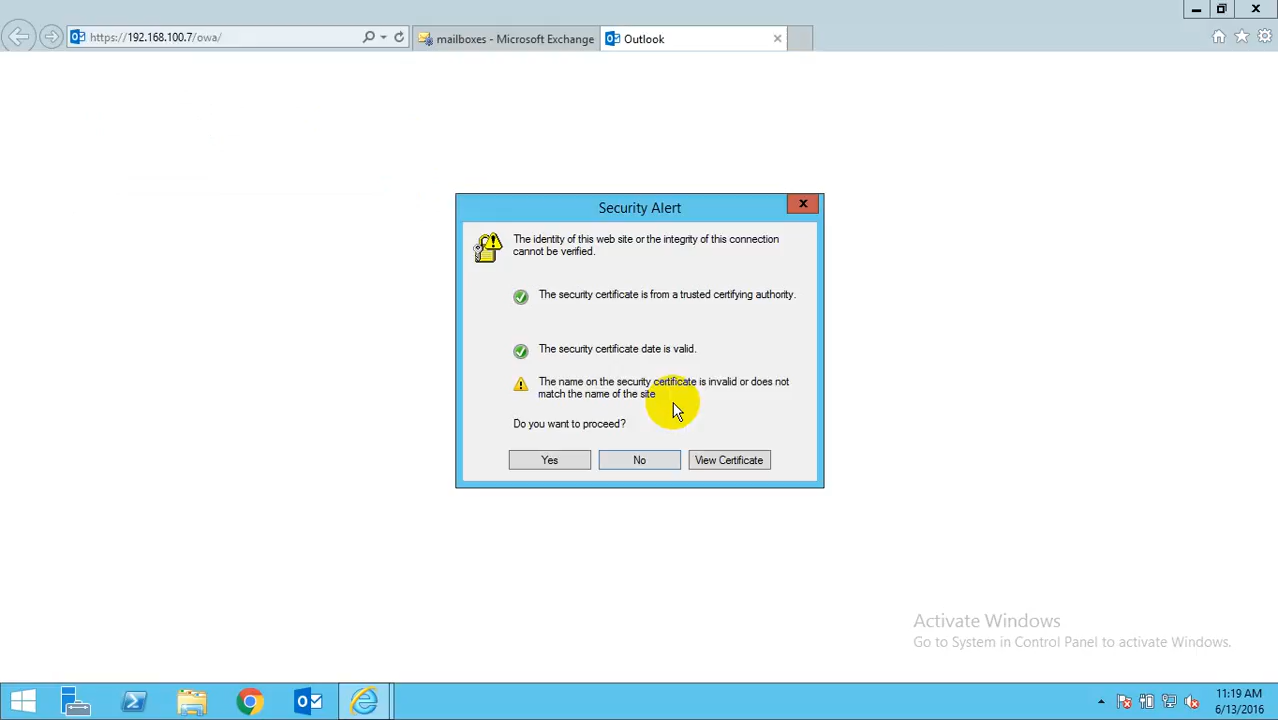 https://192.168.100.7/owa/
mailboxes - Microsoft Exchange
Outlook
Security Alert
The identity of this web site or the integrity of this connection
cannot be verified.
The security certificate is from a trusted certifying authority.
The security certificate date is valid.
The name on the security certificate is invalid or does not
match the name of the site
Do you want to proceed?
Yes
No
View Certificate
Activate Windows
Go to System in Control Panel to activate Windows.
11:19 AM
6/13/2016